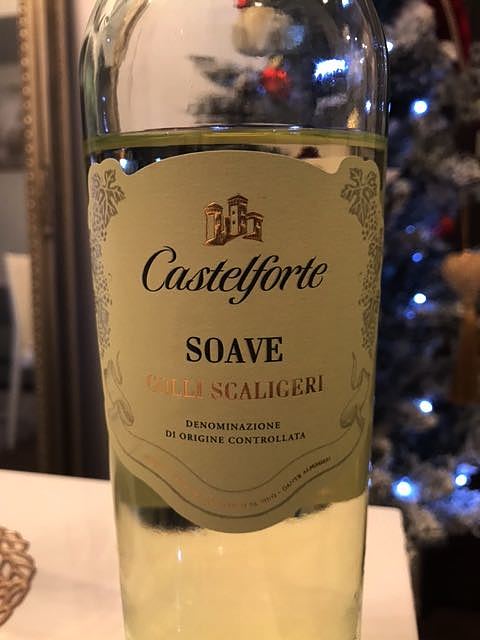 Castelforte
SOAVE
COLLI SCALIGERI
DENOMINAZIONE
DI ORIGINE CONTROLLATA